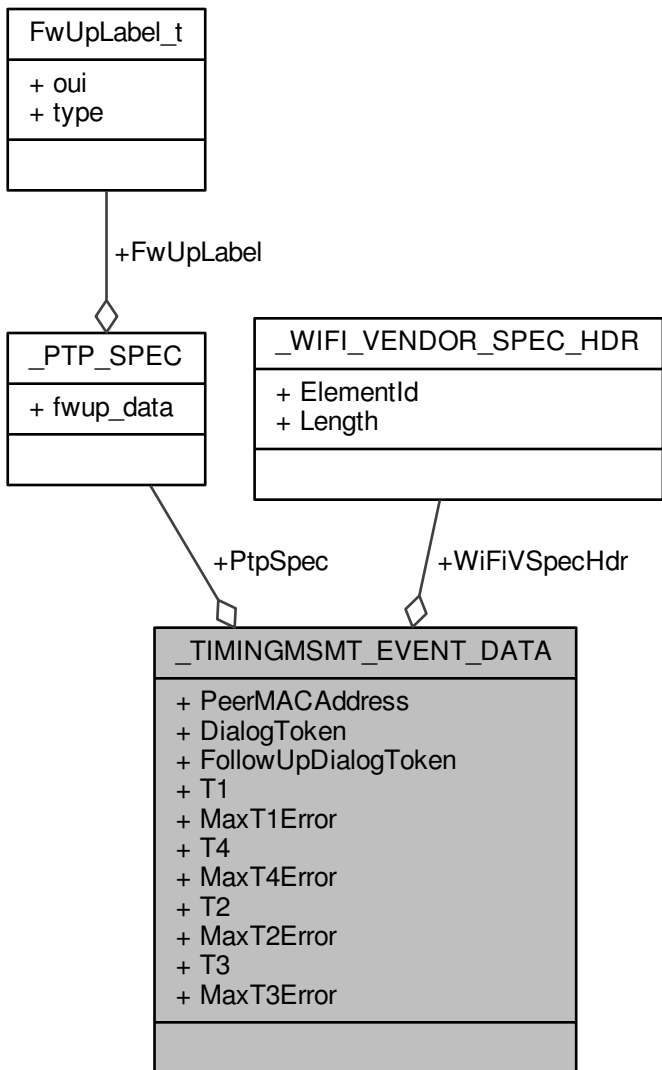 FwUpLabel_t
+ oui
+ type
+FwUpLabel
_PTP_SPEC
+ fwup_data
_WIFI_VENDOR_SPEC_HDR
+ ElementId
+ Length
+PtpSpec
+WiFiVSpecHdr
_TIMINGMSMT_EVENT_DATA
+ PeerMACAddress
+ DialogToken
+ FollowUpDialogToken
+ T1
+ MaxT1Error
+ T4
+ MaxT4Error
+ T2
+ MaxT2Error
+ T3
+ MaxT3Error